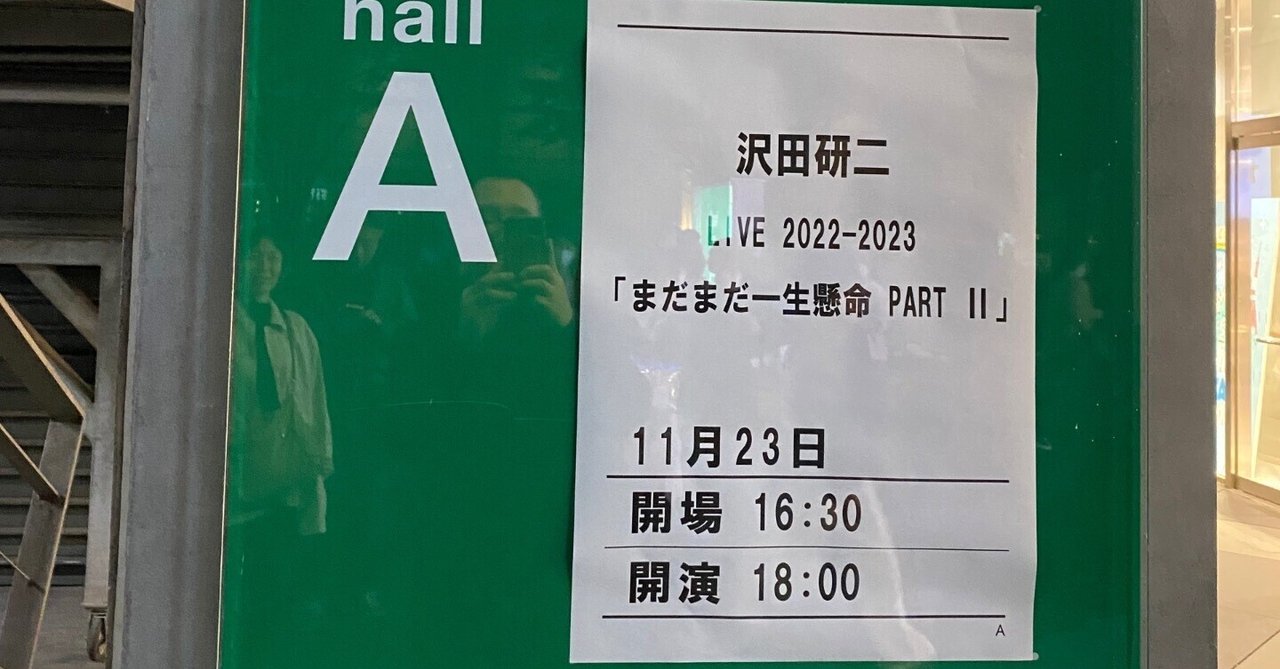 hall
A
沢田研二
LIVE 2022-2023
「まだまだ一生懸命 PART Ⅱ」
11月23日
開場 16:30
開演 18:00
A